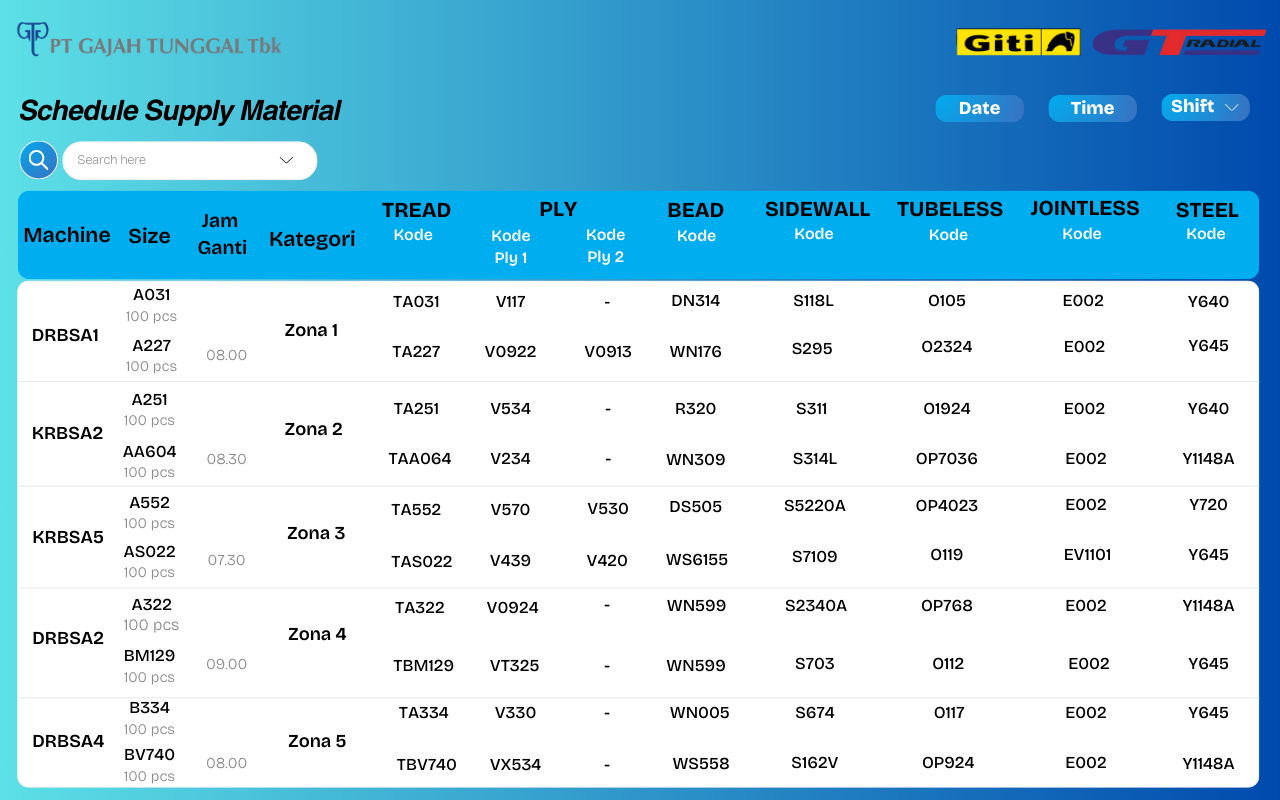 PT GAJAH TUNGGAL Tbk
Giti
GT RADIAL
Schedule Supply Material
Date Time Shift
Search here
Machine Size Jam Ganti Kategori TREAD PLY BEAD SIDEWALL TUBELESS JOINTLESS STEEL
Kode Kode Kode Kode Kode Kode Kode Kode
Ply 1 Ply 2
A031 TA031 V117 - DN314 S118L O105 E002 Y640
100 pcs
DRBSA1 Zona 1
A227 08.00 TA227 V0922 V0913 WN176 S295 O2324 E002 Y645
100 pcs
A251 TA251 V534 - R320 S311 O1924 E002 Y640
100 pcs
KRBSA2 Zona 2
AA604 08.30 TAA064 V234 - WN309 S314L OP7036 E002 Y1148A
100 pcs
A552 TA552 V570 V530 DS505 S5220A OP4023 E002 Y720
100 pcs
KRBSA5 Zona 3
AS022 07.30 TAS022 V439 V420 WS6155 S7109 O119 EV1101 Y645
100 pcs
A322 TA322 V0924 - WN599 S2340A OP768 E002 Y1148A
100 pcs
DRBSA2 Zona 4
BM129 09.00 TBM129 VT325 - WN599 S703 O112 E002 Y645
100 pcs
B334 TA334 V330 - WN005 S674 O117 E002 Y645
100 pcs
DRBSA4 Zona 5
BV740 08.00 TBV740 VX534 - WS558 S162V OP924 E002 Y1148A
100 pcs